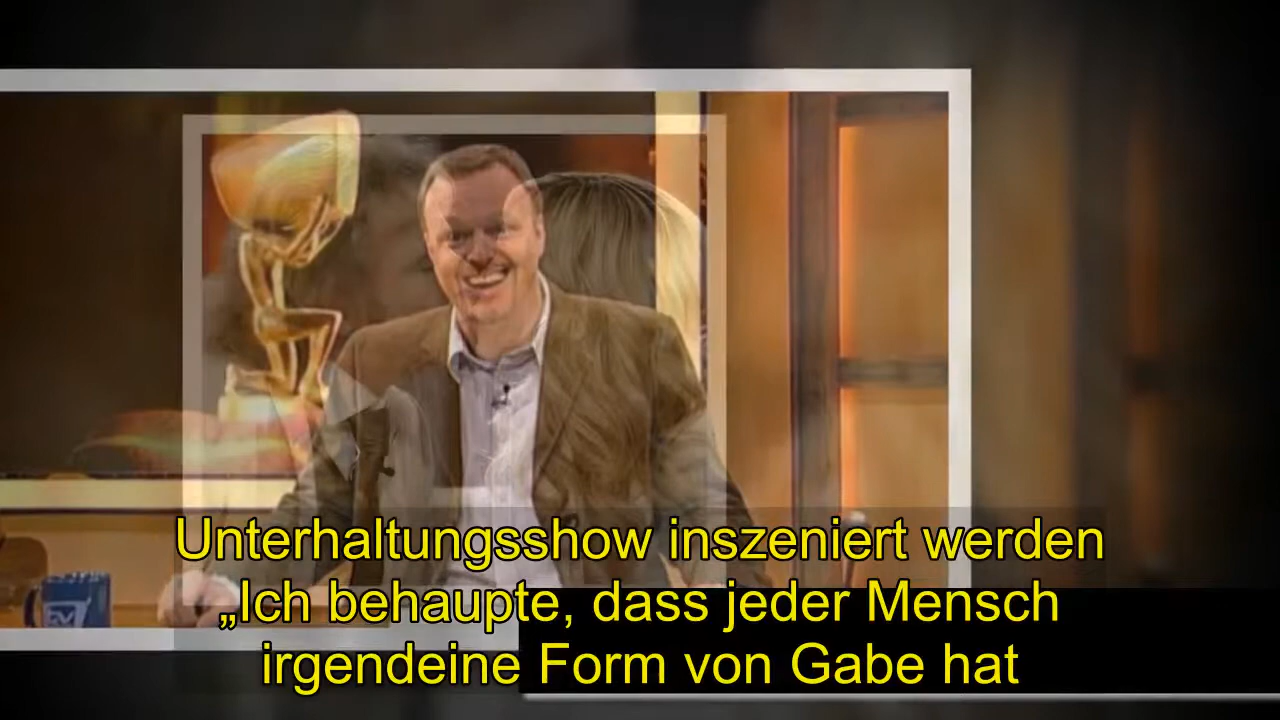 Unterhaltungsshow inszeniert werden
„Ich behaupte, dass jeder Mensch
irgendeine Form von Gabe hat